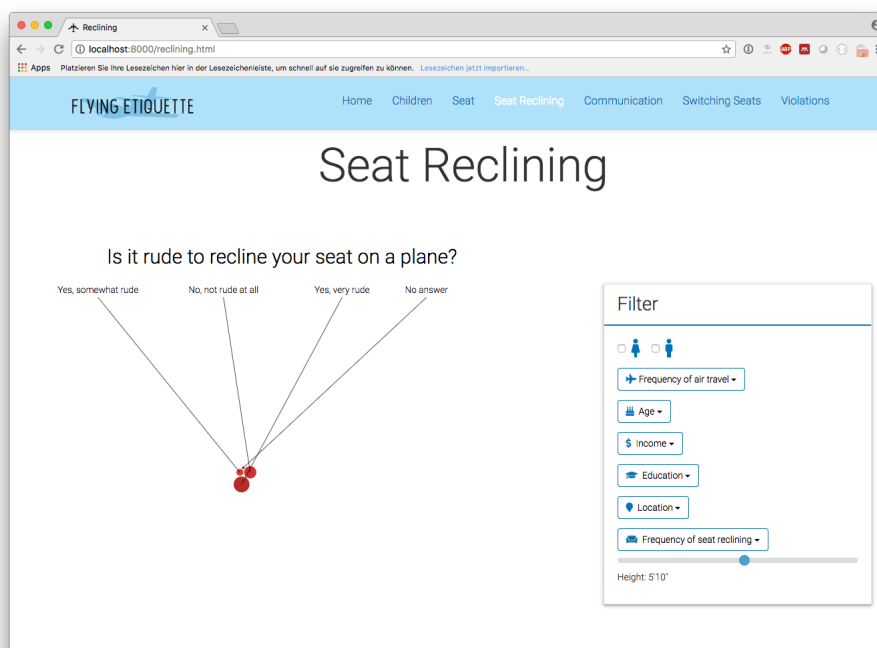 Reclining
localhost:8000/reclining.html
Apps Platzieren Sie Ihre Lesezeichen hier in der Lesezeichenleiste, um schnell auf sie zugreifen zu können. Lesezeichen jetzt importieren...
FLYING ETIQUETTE Home Children Seat Seat Reclining Communication Switching Seats Violations
Seat Reclining
Is it rude to recline your seat on a plane?
Yes, somewhat rude No, not rude at all Yes, very rude No answer
Filter
Frequency of air travel
Age
$ Income
Education
Location
Frequency of seat reclining
Height: 5'10"